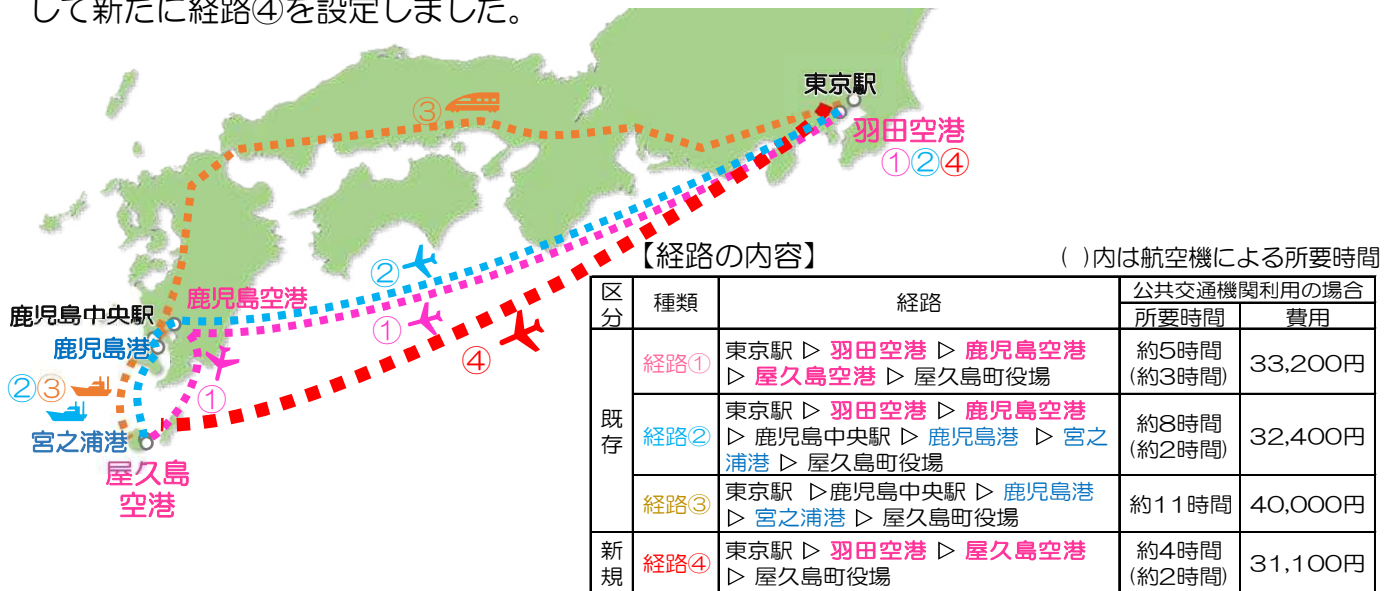 して新たに経路④を設定しました。
③
東京駅
羽田空港
①②④
②
鹿児島空港
①
鹿児島中央駅
鹿児島港
④
②③
①
宮之浦港
屋久島
空港
【経路の内容】 ( )内は航空機による所要時間
区分 種類 経路 公共交通機関利用の場合
所要時間 費用
既存
経路① 東京駅 ▷ 羽田空港 ▷ 鹿児島空港
▷ 屋久島空港 ▷ 屋久島町役場
約5時間
(約3時間)
33,200円
経路② 東京駅 ▷ 羽田空港 ▷ 鹿児島空港
▷ 鹿児島中央駅 ▷ 鹿児島港 ▷ 宮之
浦港 ▷ 屋久島町役場
約8時間
(約2時間)
32,400円
経路③ 東京駅 ▷鹿児島中央駅 ▷ 鹿児島港
▷ 宮之浦港 ▷ 屋久島町役場
約11時間
40,000円
新規
経路④ 東京駅 ▷ 羽田空港 ▷ 屋久島空港
▷ 屋久島町役場
約4時間
(約2時間)
31,100円